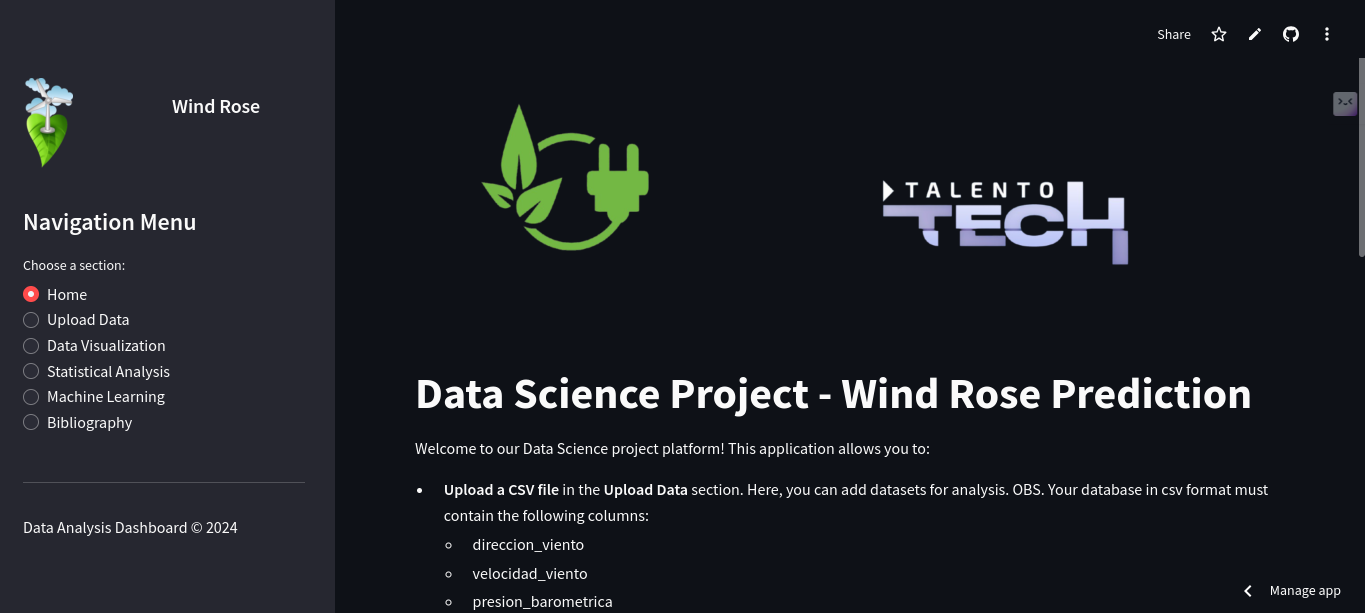 Share
Wind Rose
Navigation Menu
Choose a section:
Home
Upload Data
Data Visualization
Statistical Analysis
Machine Learning
Bibliography
Data Analysis Dashboard © 2024
TALENTO
TECH
Data Science Project - Wind Rose Prediction
Welcome to our Data Science project platform! This application allows you to:
• Upload a CSV file in the Upload Data section. Here, you can add datasets for analysis. OBS. Your database in csv format must
contain the following columns:
◦ direccion_viento
◦ velocidad_viento
◦ presion_barometrica
Manage app